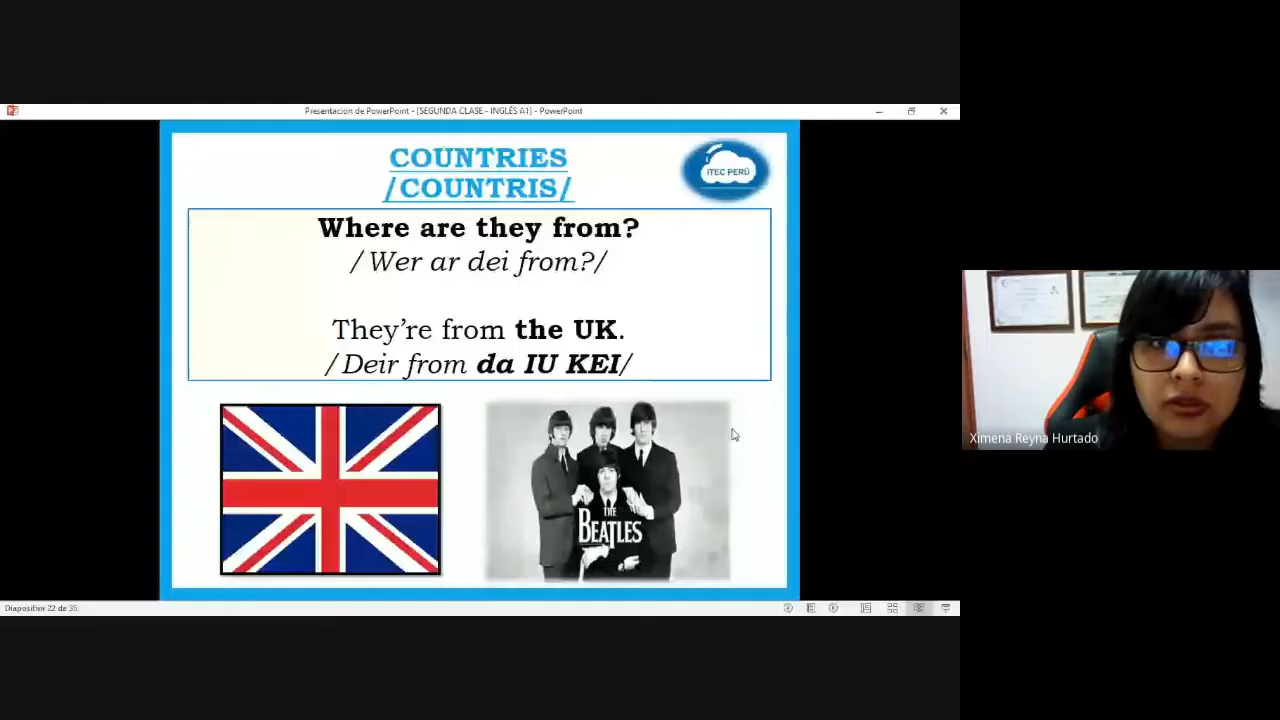 Presentacion de PowerPoint - [SEGUNDA CLASE - INGLÉS A1] - PowerPoint
COUNTRIES
/COUNTRIS/
ITEC PERÚ
Where are they from?
/Wer ar dei from?/
They're from the UK.
/Deir from da IU KEI/
THE
BEATLES
Ximena Reyna Hurtado
Diapositiva 22 de 35